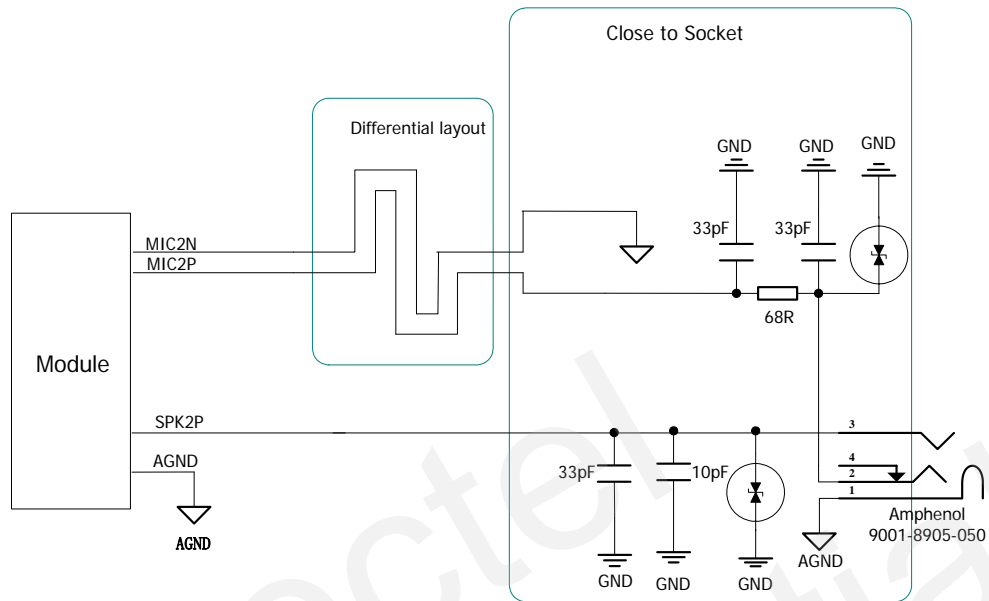 Close to Socket
Differential layout
GND
GND
GND
33pF
33pF
MIC2N
MIC2P
68R
Module
SPK2P
3
AGND
33pF
10pF
4
2
1
Amphenol
9001-8905-050
AGND
AGND
GND
GND
GND